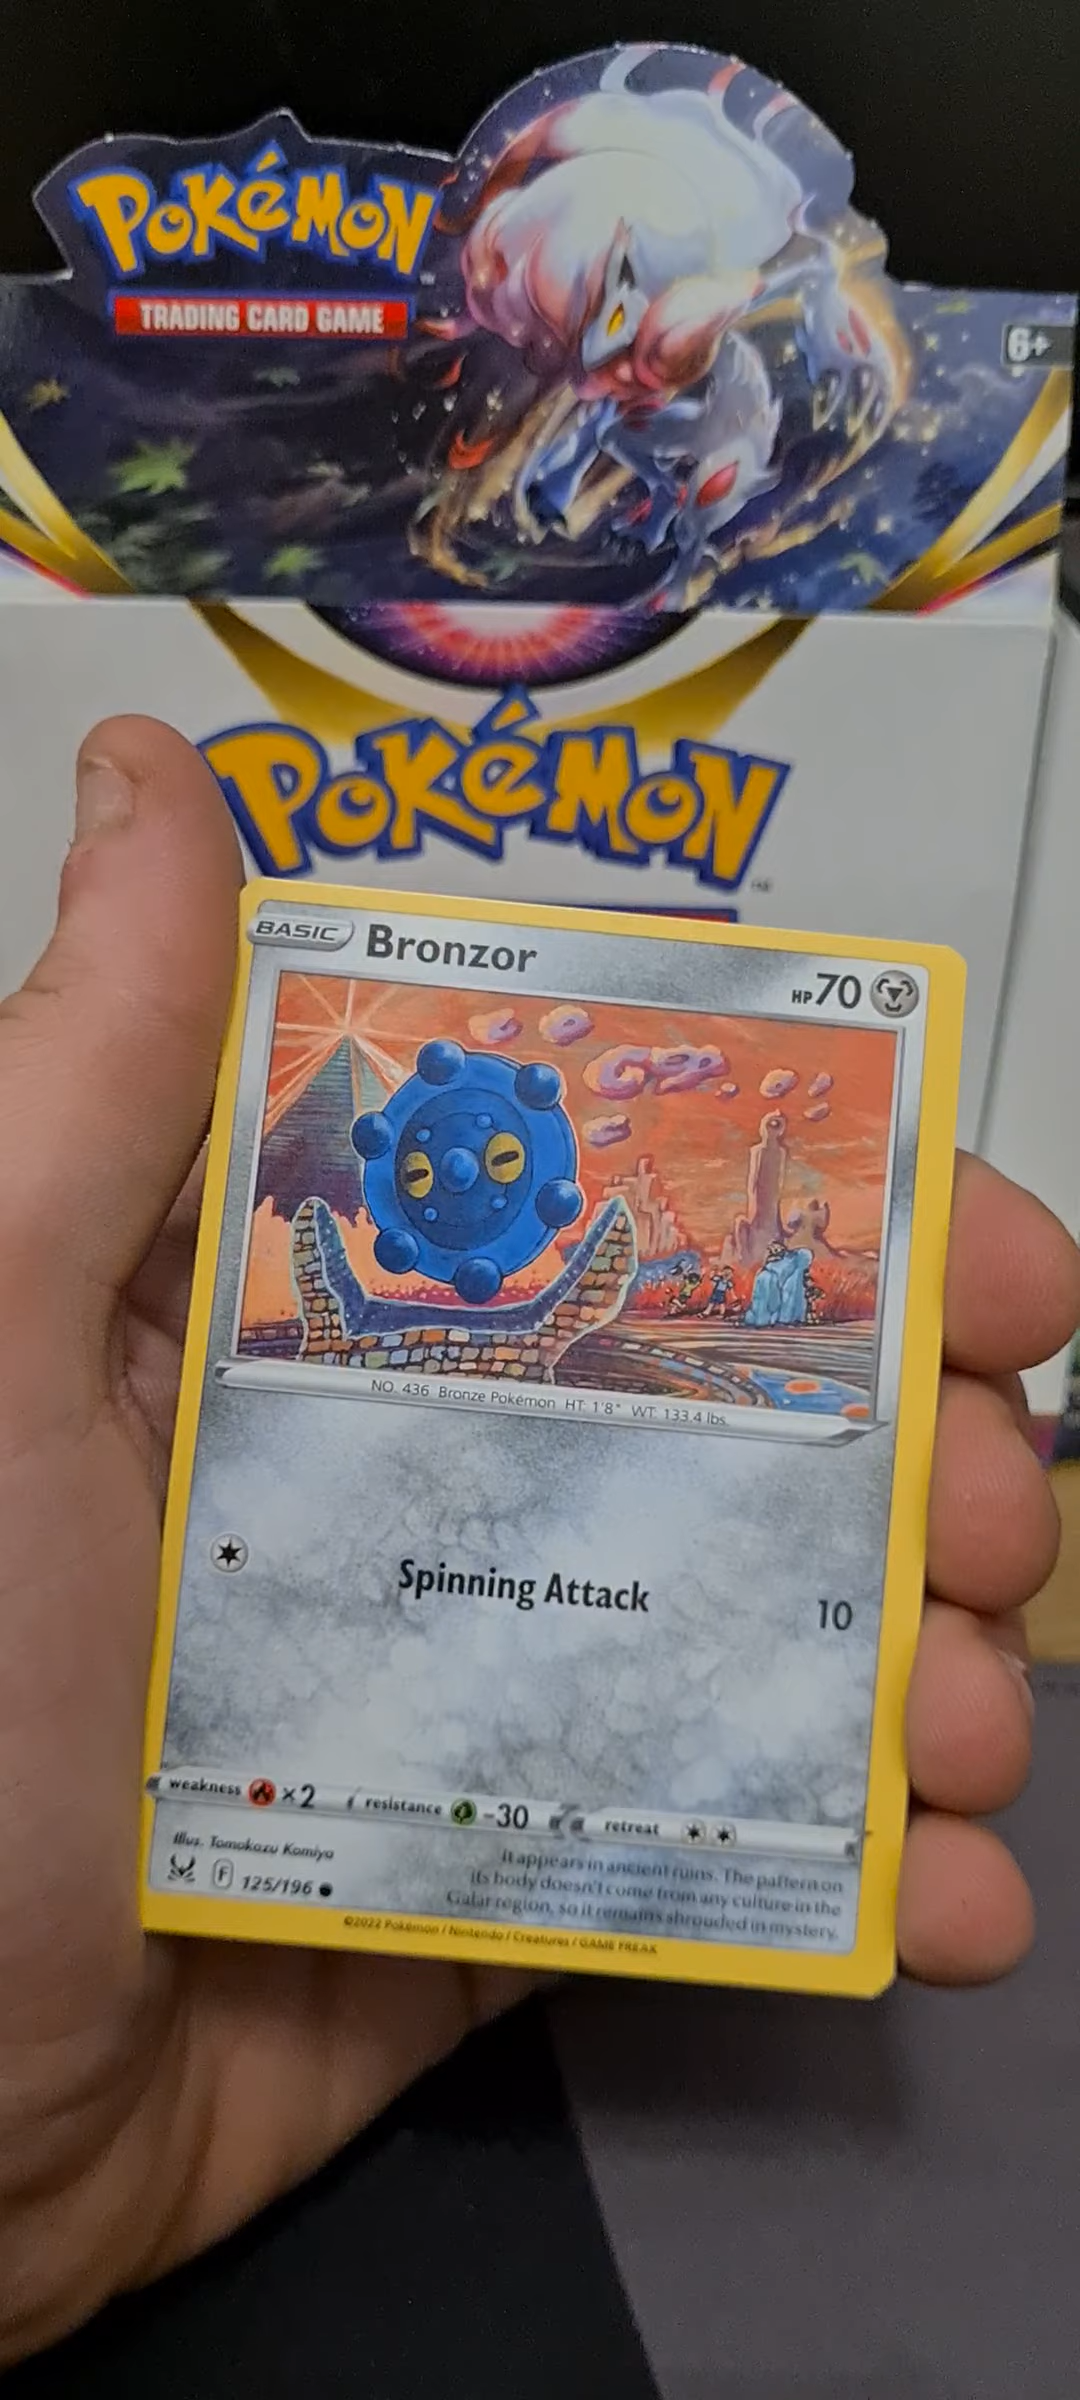 POKéMON
TRADING CARD GAME
6+
POKéMON
BASIC Bronzor HP70
NO. 436 Bronze Pokémon HT: 1'8" WT: 133.4 lbs.
Spinning Attack 10
weakness ×2 resistance -30 retreat
Illus. Tomokazu Komiya
It appears in ancient ruins. The pattern on
its body doesn't come from any culture in the
Galar region, so it remains shrouded in mystery.
F 125/196
©2022 Pokémon / Nintendo / Creatures / GAME FREAK